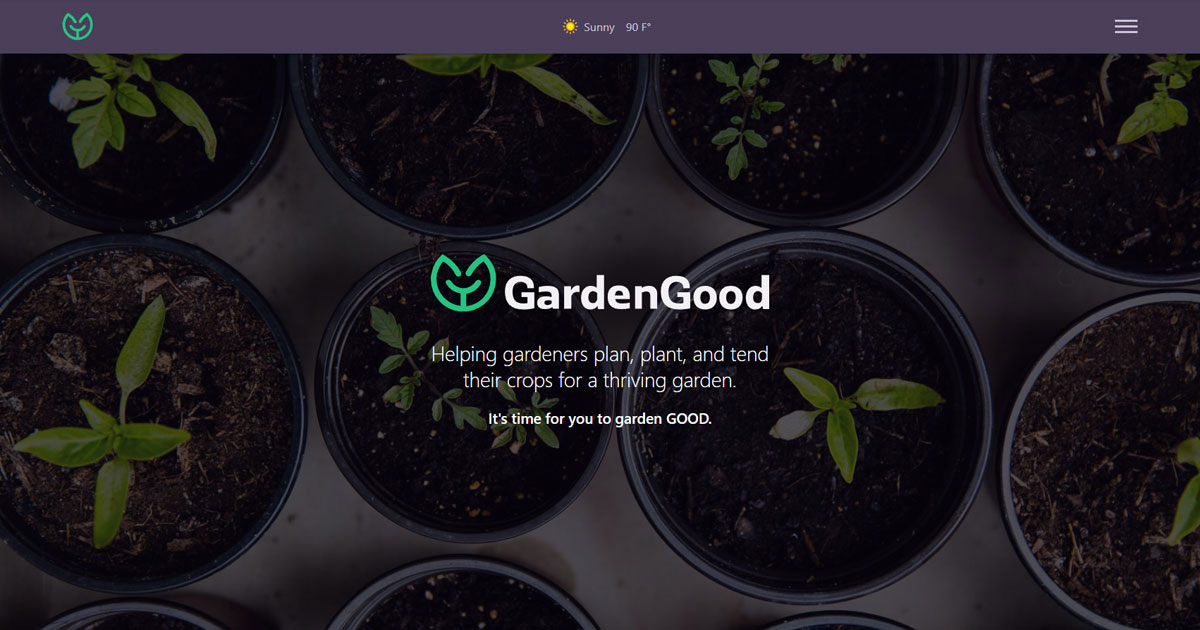 Sunny 90 F°
GardenGood
Helping gardeners plan, plant, and tend
their crops for a thriving garden.
It's time for you to garden GOOD.